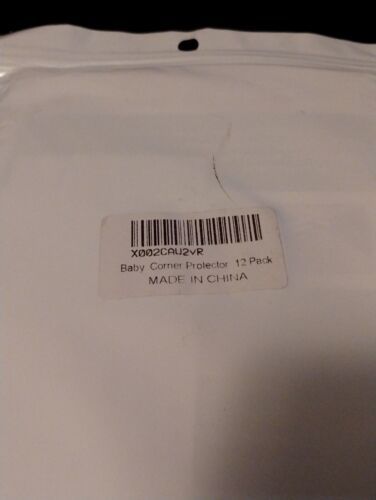 X002CAU2vR
Baby Corner Protector 12 Pack
MADE IN CHINA